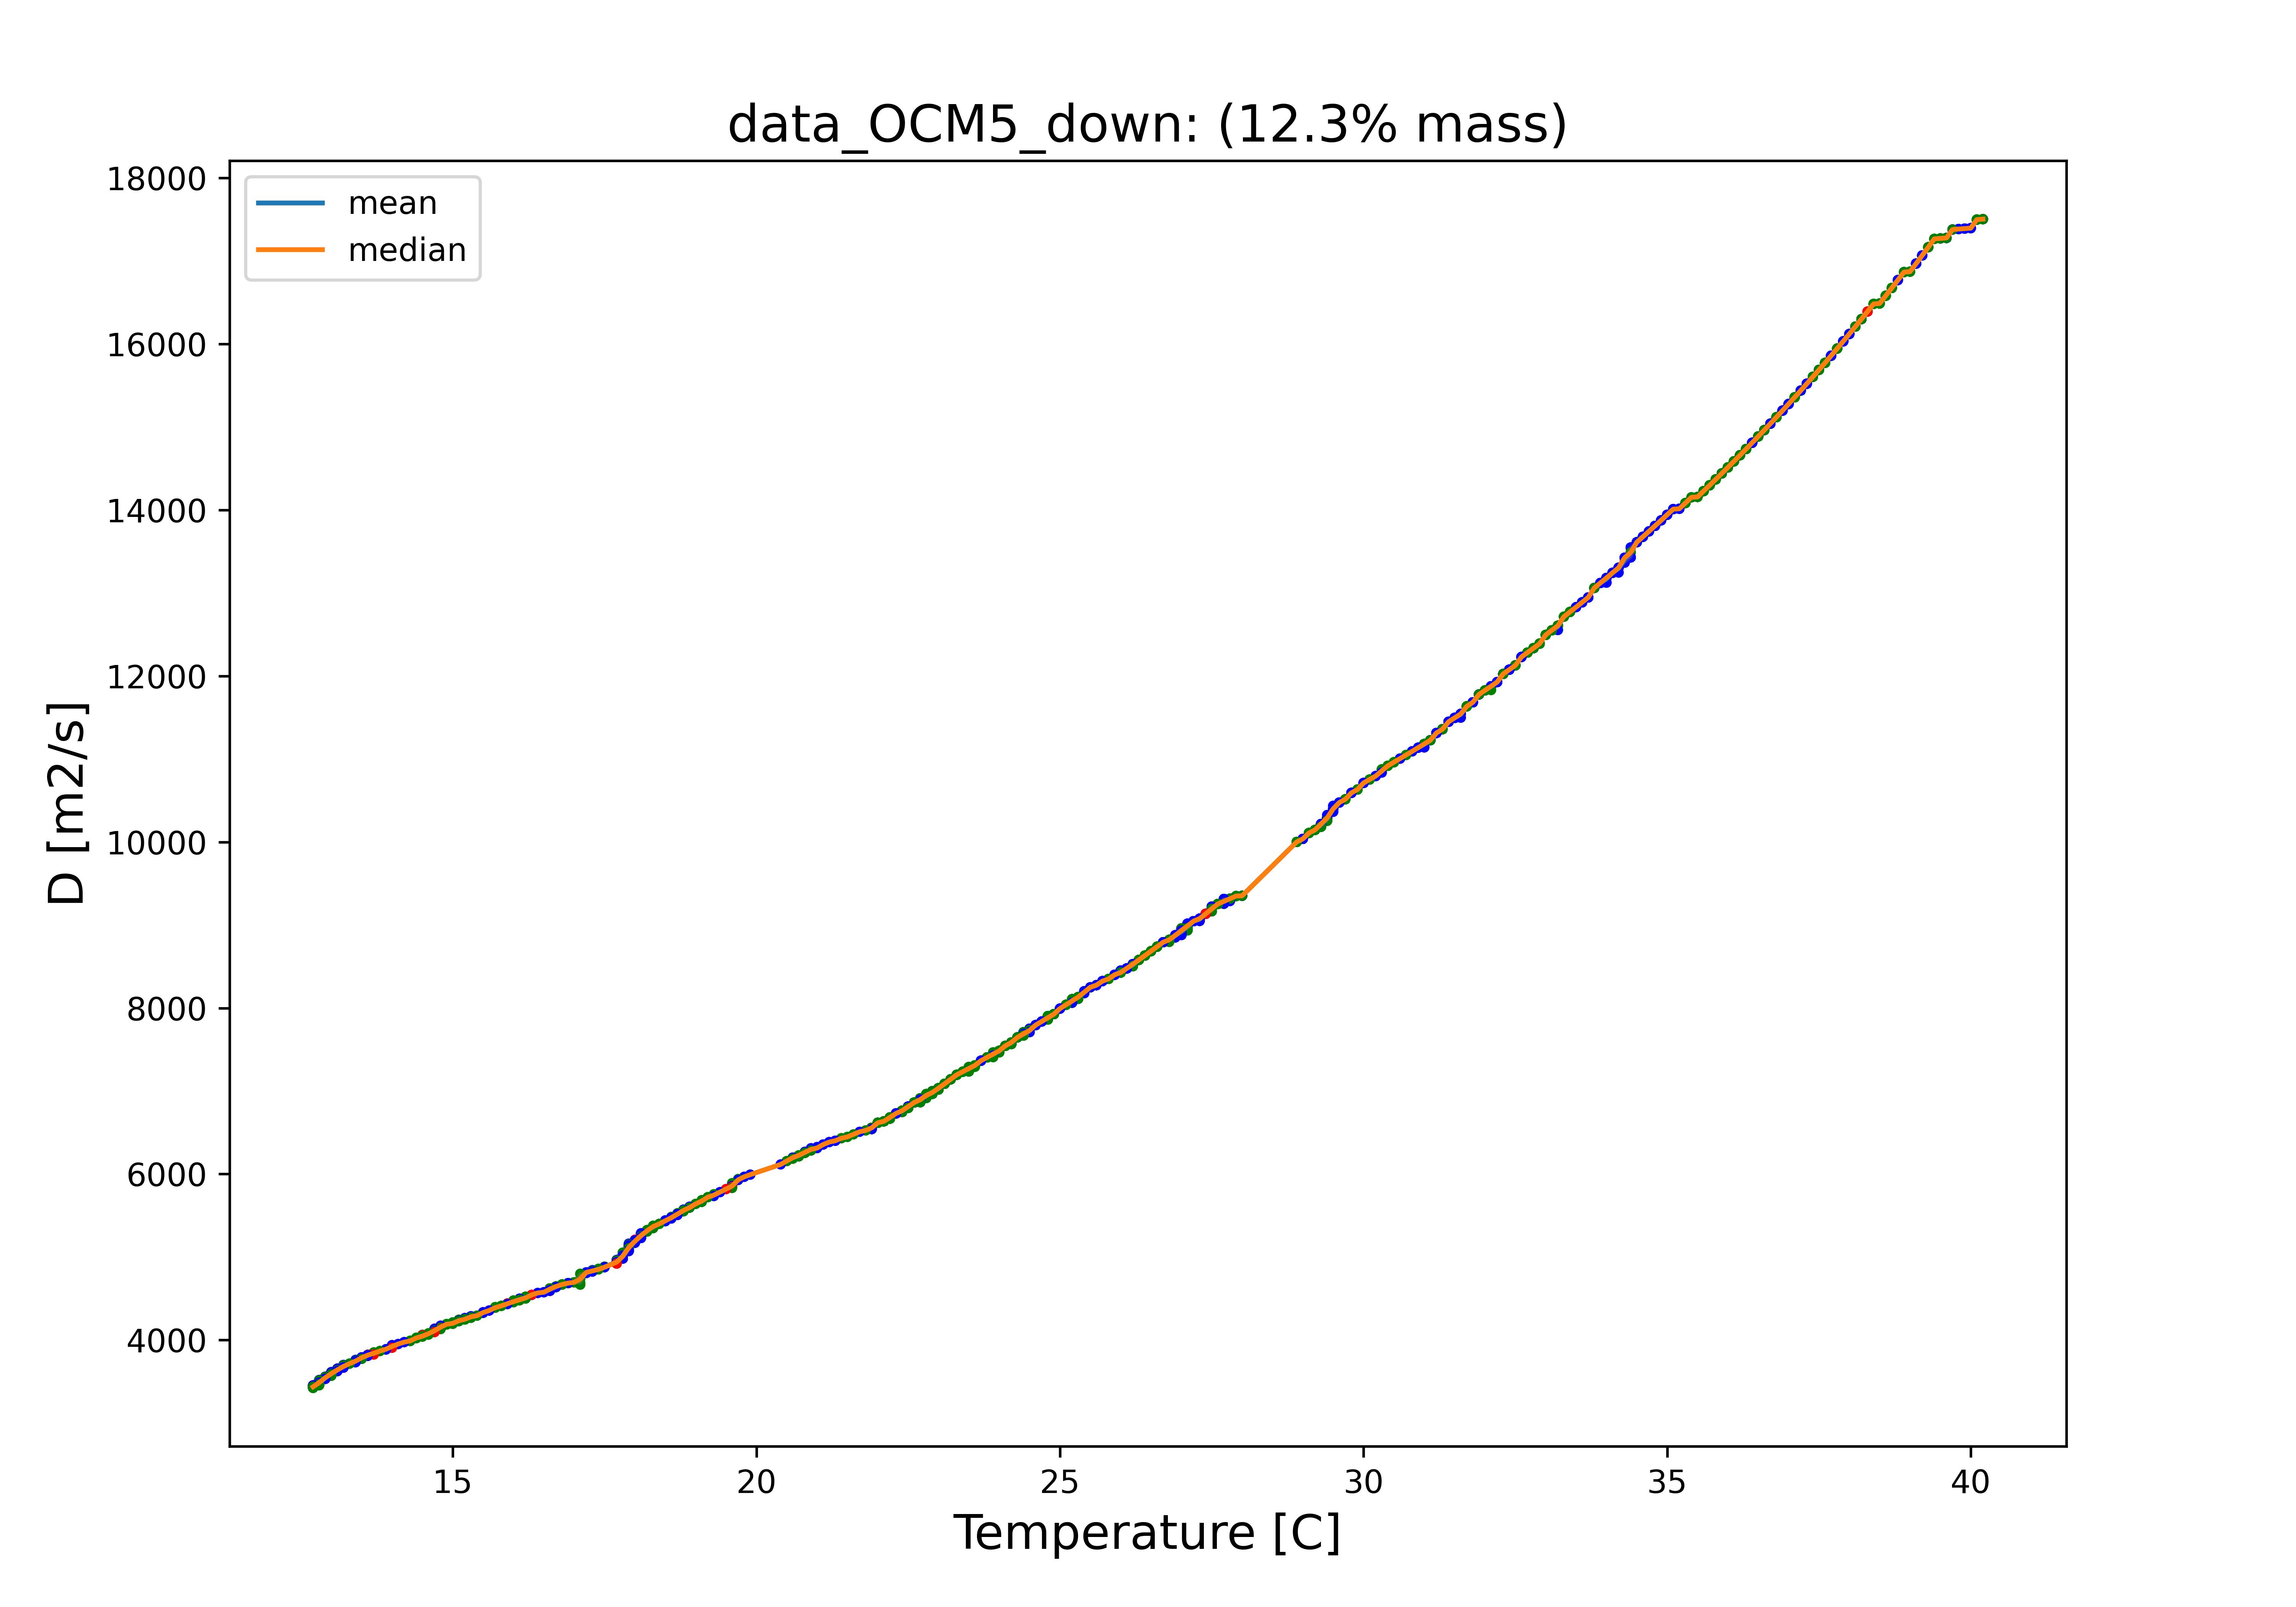 data_OCM5_down: (12.3% mass)
mean
median
18000
16000
14000
12000
10000
8000
6000
4000
D [m2/s]
15 20 25 30 35 40
Temperature [C]